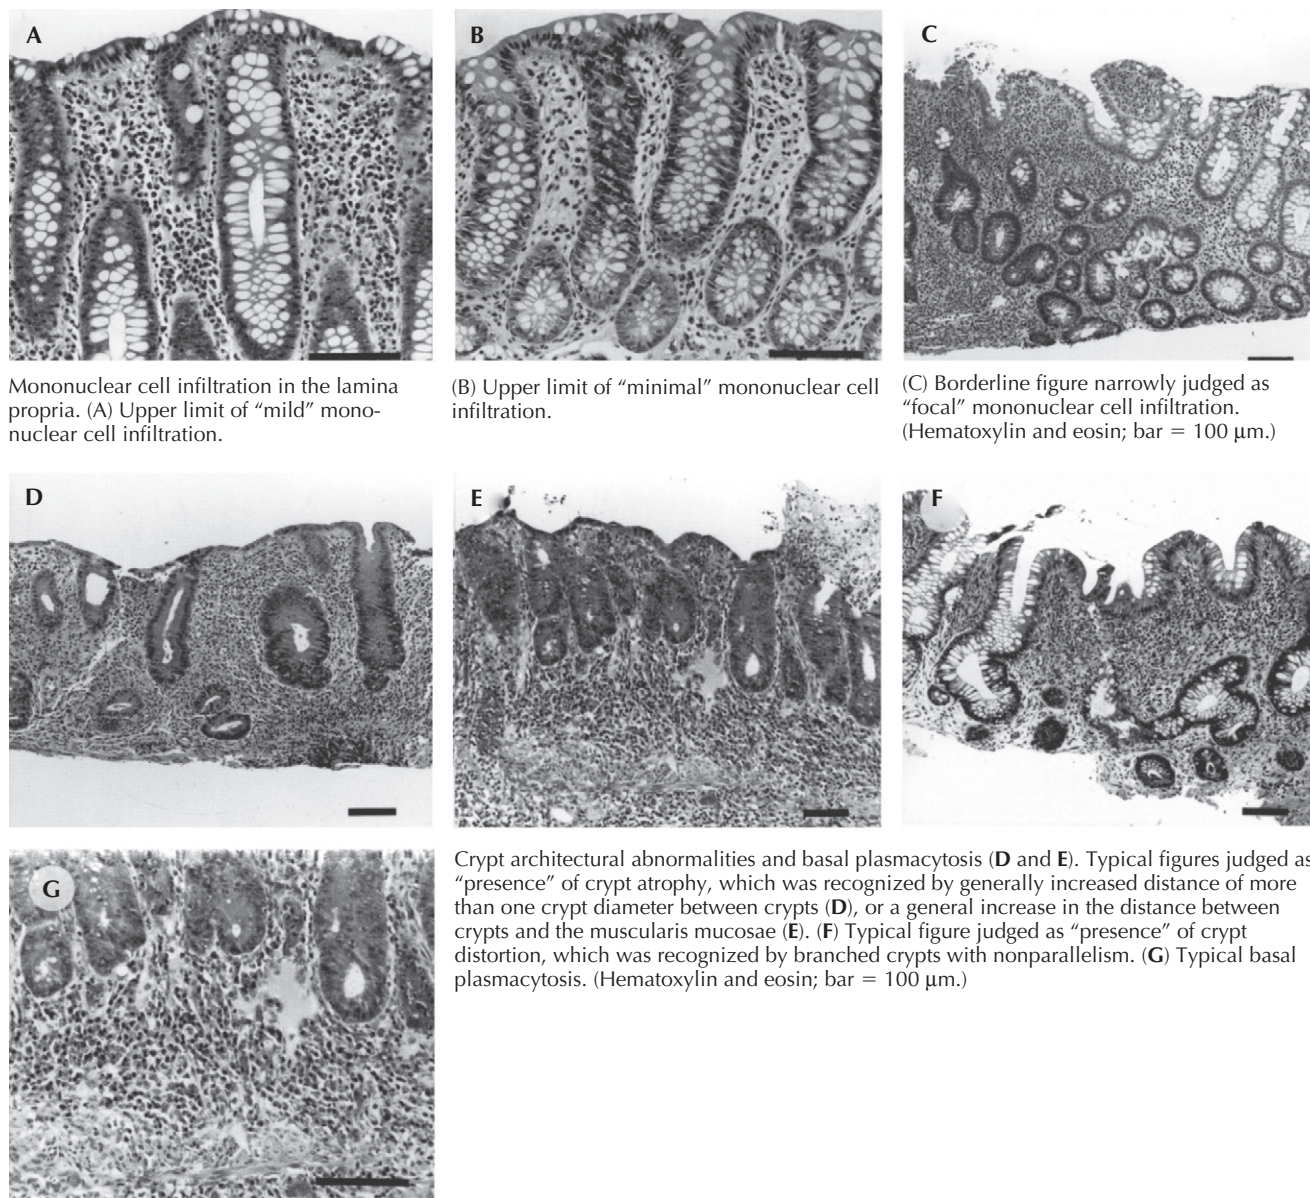 A
B
C
Mononuclear cell infiltration in the lamina
propria. (A) Upper limit of “mild” mono-
nuclear cell infiltration.
(B) Upper limit of “minimal” mononuclear cell
infiltration.
(C) Borderline figure narrowly judged as
“focal” mononuclear cell infiltration.
(Hematoxylin and eosin; bar = 100 μm.)
D
E
F
G
Crypt architectural abnormalities and basal plasmacytosis (D and E). Typical figures judged as
“presence” of crypt atrophy, which was recognized by generally increased distance of more
than one crypt diameter between crypts (D), or a general increase in the distance between
crypts and the muscularis mucosae (E). (F) Typical figure judged as “presence” of crypt
distortion, which was recognized by branched crypts with nonparallelism. (G) Typical basal
plasmacytosis. (Hematoxylin and eosin; bar = 100 μm.)